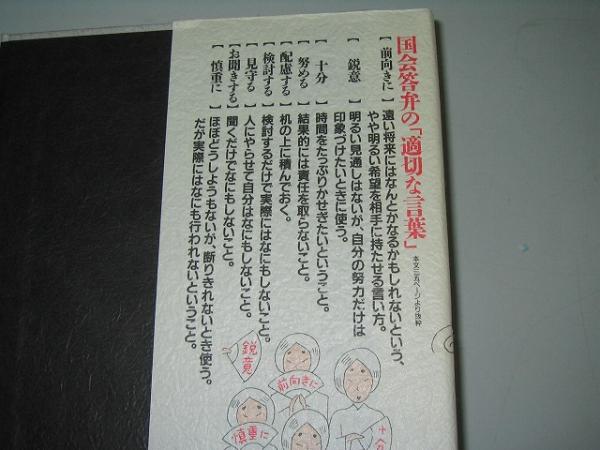 国会答弁の「適切な言葉」
本文三五ページより抜粋
【前向きに】遠い将来にはなんとかなるかもしれないという、
やや明るい希望を相手に持たせる言い方。
【鋭意】明るい見通しはないが、自分の努力だけは
印象づけたいときに使う。
【十分】時間をたっぷりかせぎたいということ。
【努める】結果的には責任を取らないこと。
【配慮する】机の上に積んでおく。
【検討する】検討するだけで実際にはなにもしないこと。
【見守る】人にやらせて自分はなにもしないこと。
【お聞きする】聞くだけでなにもしないこと。
【慎重に】ほぼどうしようもないが、断りきれないとき使う。
だが実際にはなにも行われないということ。
鋭意
前向きに
慎重に
十分